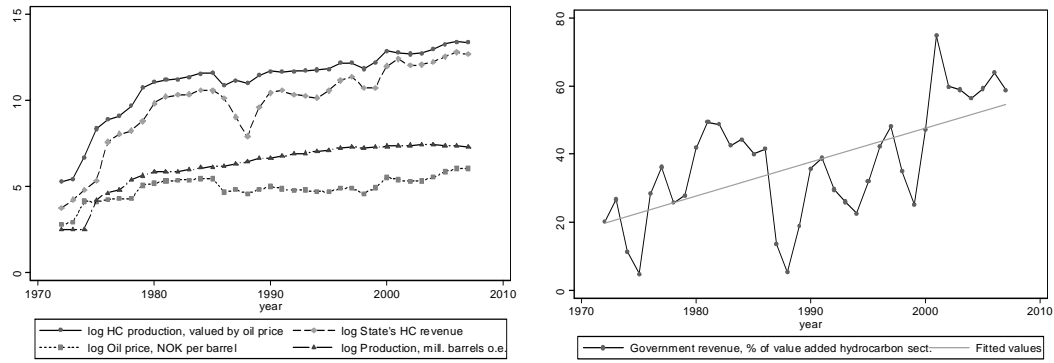 15
10
5
0
1970 1980 1990 2000 2010
year
log HC production, valued by oil price
log State's HC revenue
log Oil price, NOK per barrel
log Production, mill. barrels o.e.
80
60
40
20
0
1970 1980 1990 2000 2010
year
Government revenue, % of value added hydrocarbon sect.
Fitted values